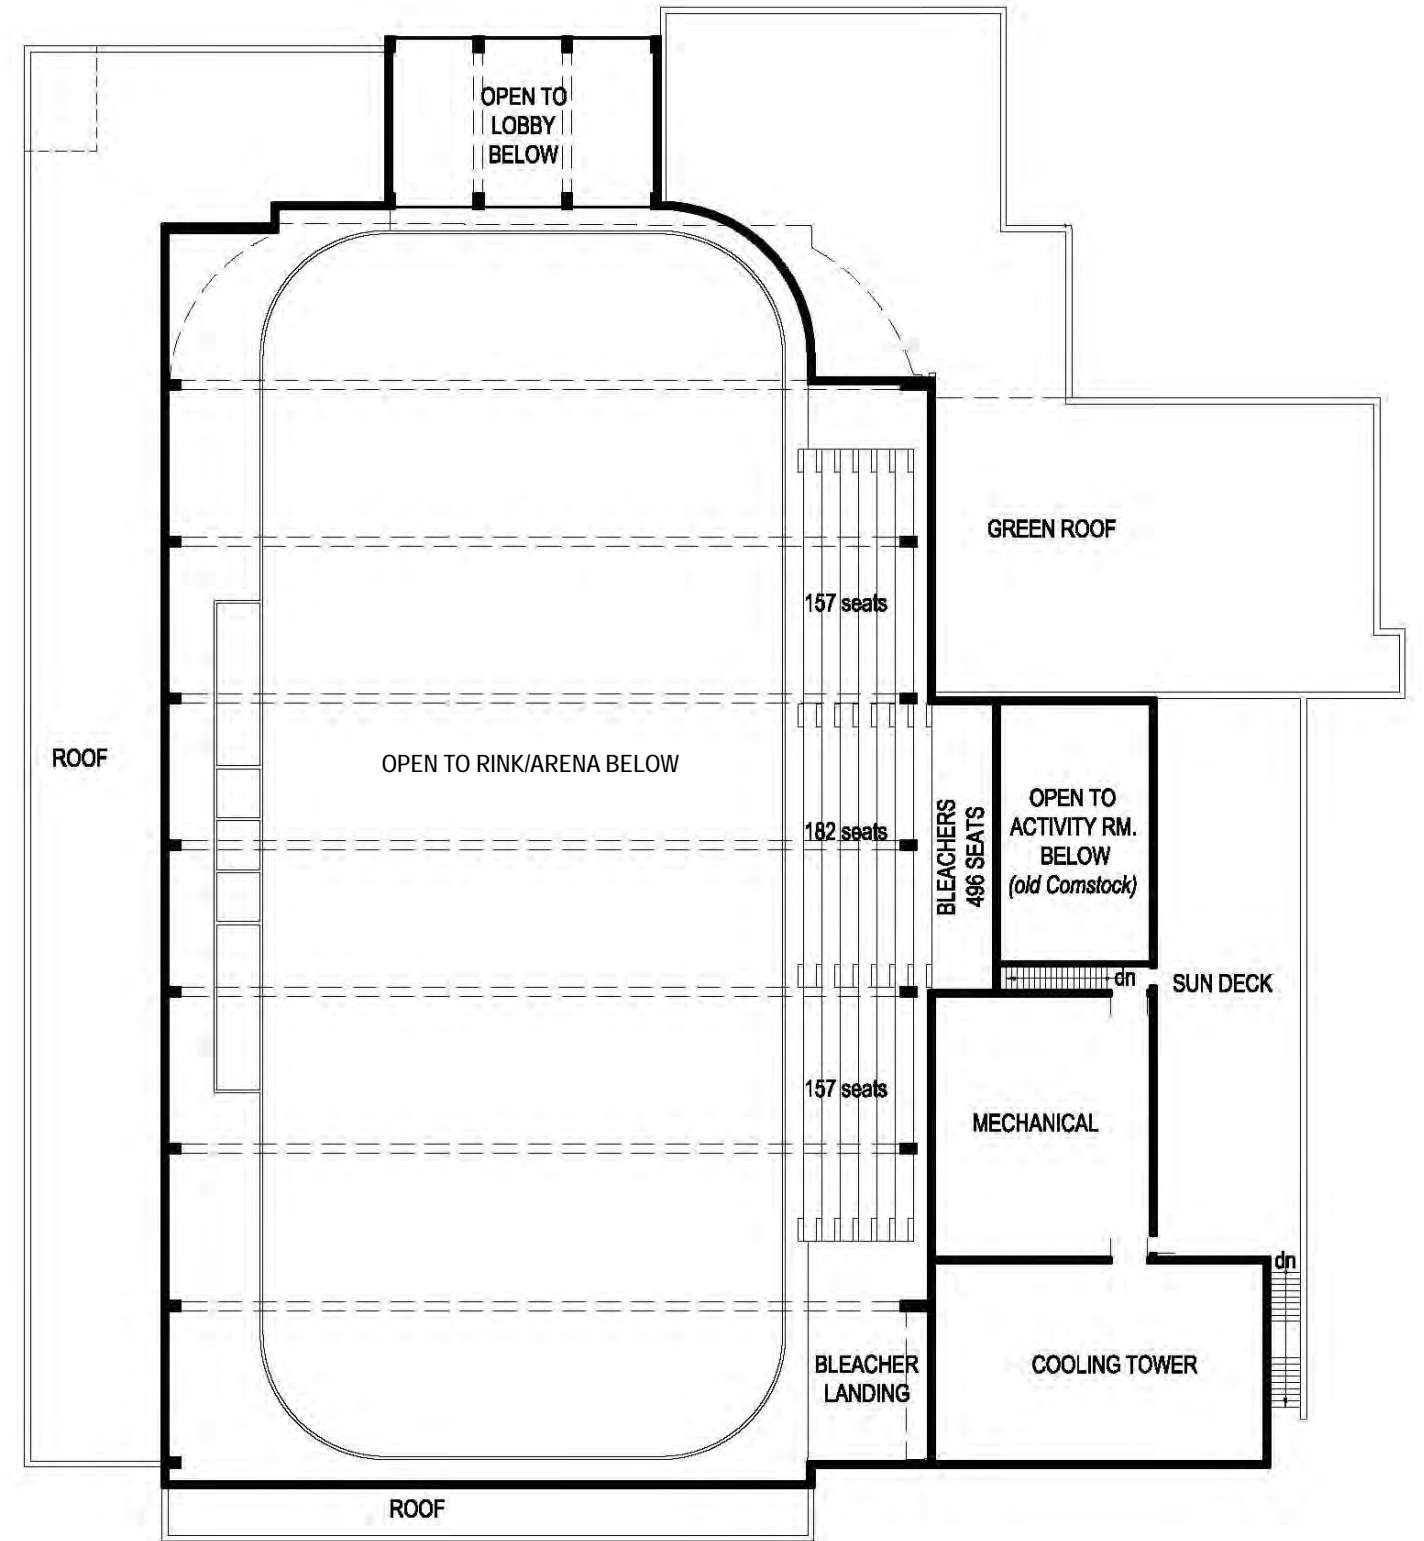 OPEN TO
LOBBY
BELOW
GREEN ROOF
157 seats
ROOF
OPEN TO RINK/ARENA BELOW
182 seats
BLEACHERS
496 SEATS
OPEN TO
ACTIVITY RM.
BELOW
(old Comstock)
dn
SUN DECK
157 seats
MECHANICAL
dn
BLEACHER
LANDING
COOLING TOWER
ROOF